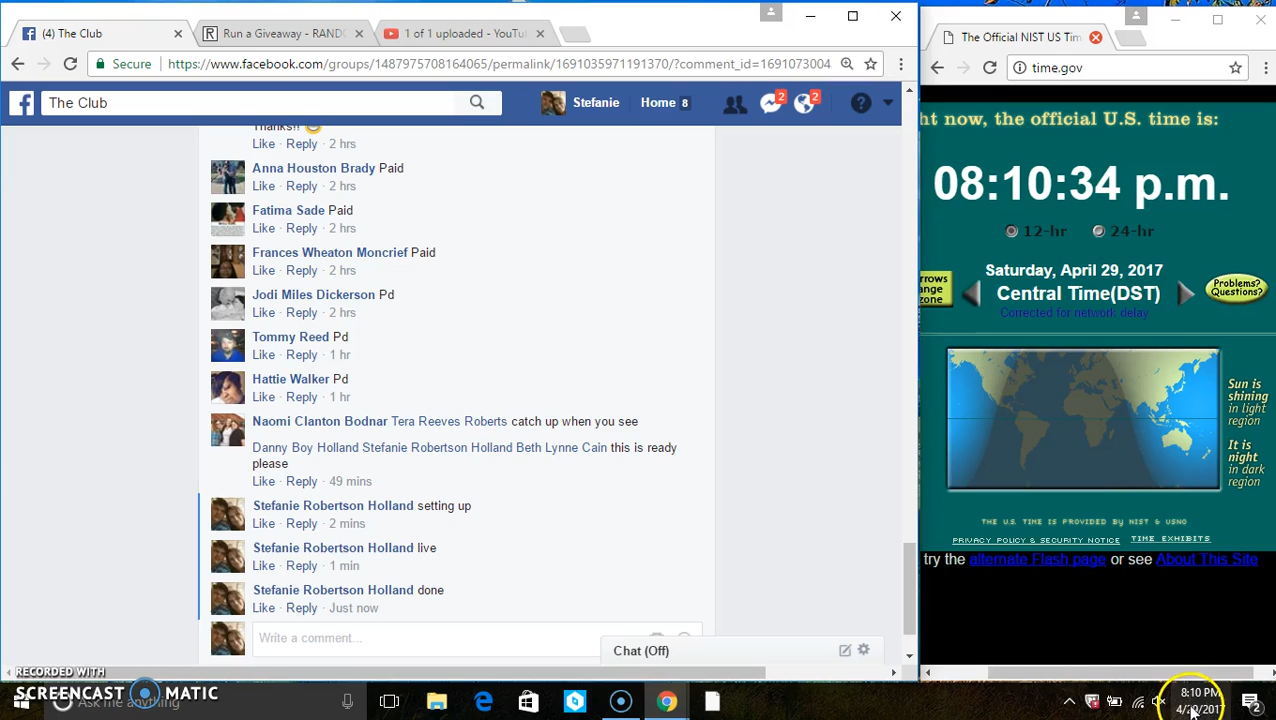 (4) The Club
Run a Giveaway - RAND
1 of 1 uploaded - YouTu
The Official NIST US Tim
Secure
https://www.facebook.com/groups/1487975708164065/permalink/1691035971191370/?comment_id=1691073004
time.gov
The Club
Stefanie
Home 8
2
2
Thanks!!
Like · Reply · 2 hrs
Anna Houston Brady Paid
Like · Reply · 2 hrs
Fatima Sade Paid
Like · Reply · 2 hrs
Frances Wheaton Moncrief Paid
Like · Reply · 2 hrs
Jodi Miles Dickerson Pd
Like · Reply · 2 hrs
Tommy Reed Pd
Like · Reply · 1 hr
Hattie Walker Pd
Like · Reply · 1 hr
Naomi Clanton Bodnar Tera Reeves Roberts catch up when you see
Danny Boy Holland Stefanie Robertson Holland Beth Lynne Cain this is ready
please
Like · Reply · 49 mins
Stefanie Robertson Holland setting up
Like · Reply · 2 mins
Stefanie Robertson Holland live
Like · Reply · 1 min
Stefanie Robertson Holland done
Like · Reply · Just now
Write a comment...
Chat (Off)
ht now, the official U.S. time is:
08:10:34 p.m.
12-hr
24-hr
rrows
ange
zone
Saturday, April 29, 2017
Central Time(DST)
Corrected for network delay
Problems?
Questions?
Sun is
shining
in light
region
It is
night
in dark
region
THE U.S. TIME IS PROVIDED BY NIST & USNO
PRIVACY POLICY & SECURITY NOTICE
TIME EXHIBITS
try the alternate Flash page or see About This Site
RECORDED WITH
SCREENCAST MATIC
Ask me anything
8:10 PM
2